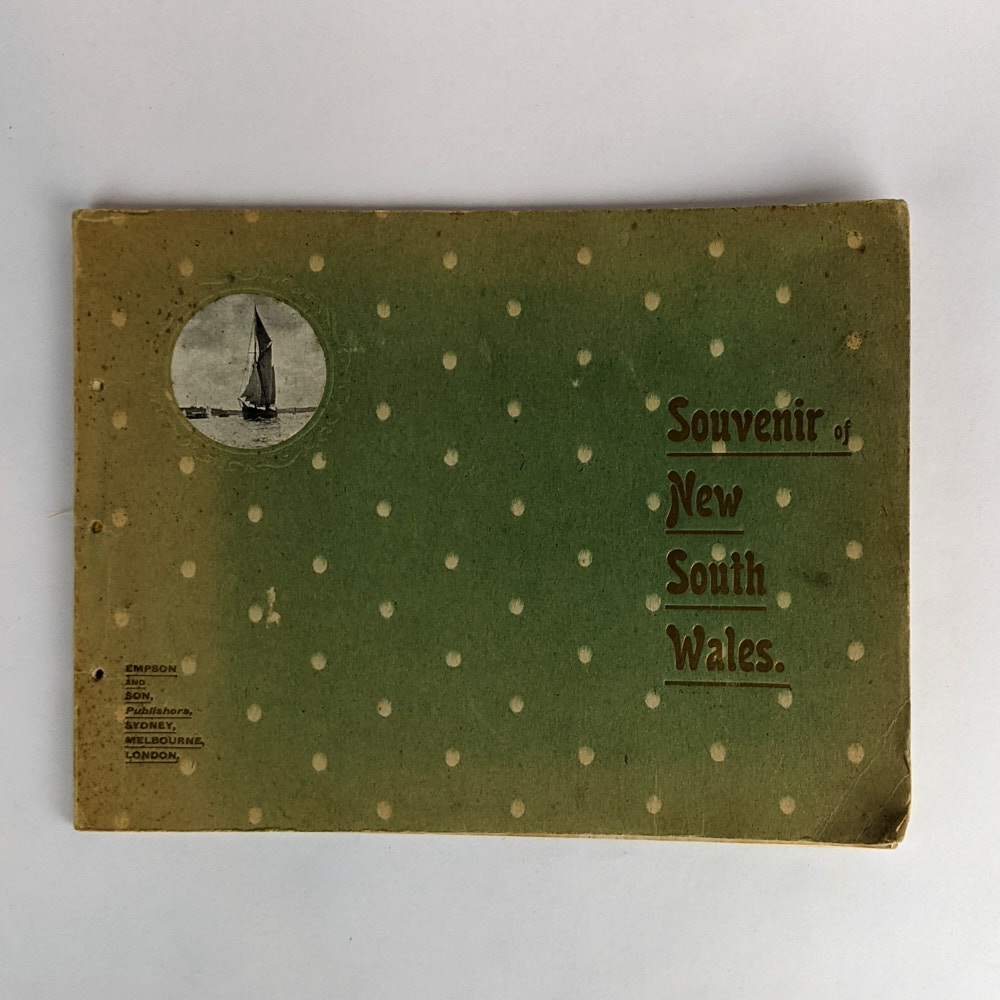 Souvenir of
New
South
Wales.
EMPSON
AND
SON,
Publishers,
SYDNEY,
MELBOURNE,
LONDON,